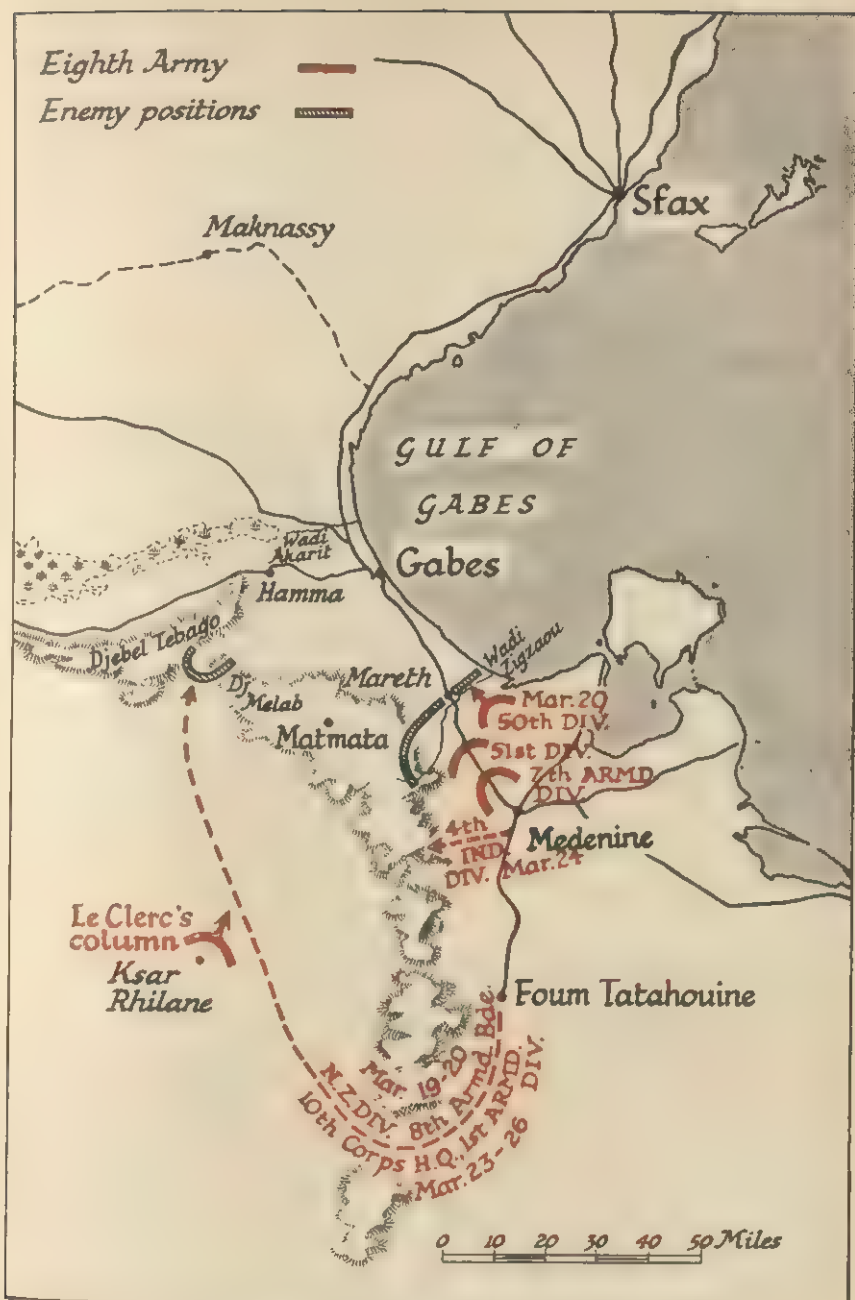 Eighth Army
Enemy positions
Sfax
Maknassy
GULF OF
GABES
Wadi
Akarit
Gabes
Hamma
Djebel Tebago
Dj.
Melab
Mareth
Wadi
Zigzaou
Matmata
Mar. 20
50th DIV.
51st DIV.
7th ARMD.
DIV.
4th
IND.
DIV. Mar. 24
Medenine
Le Clerc's
column
Ksar
Rhilane
Foum Tatahouine
Mar. 19-20
N.Z. DIV. 8th Armd. Bde.
10th Corps H.Q., 1st ARMD. DIV.
Mar. 23-26
0 10 20 30 40 50 Miles